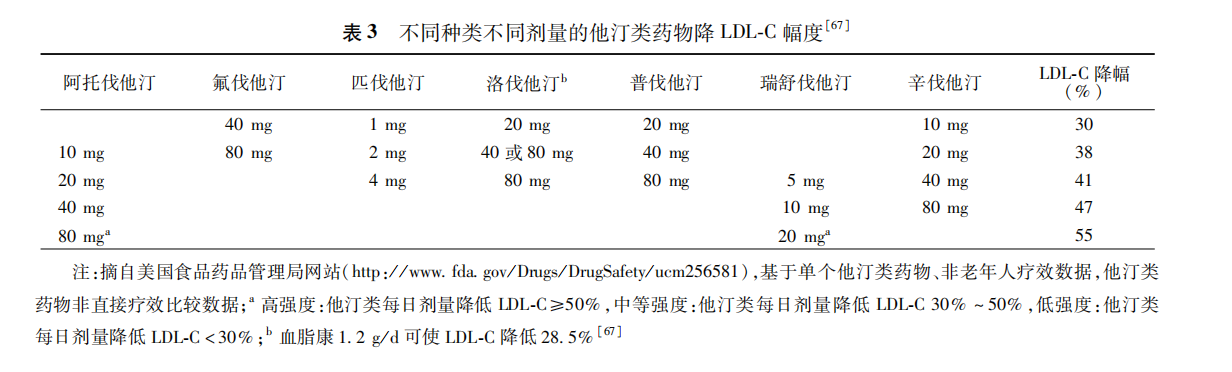 表 3 不同种类不同剂量的他汀类药物降 LDL-C 幅度[67]
阿托伐他汀 氟伐他汀 匹伐他汀 洛伐他汀b 普伐他汀 瑞舒伐他汀 辛伐他汀 LDL-C 降幅(%)
40 mg 1 mg 20 mg 20 mg 10 mg 30
10 mg 80 mg 2 mg 40 或 80 mg 40 mg 20 mg 38
20 mg 4 mg 80 mg 80 mg 5 mg 40 mg 41
40 mg 10 mg 80 mg 47
80 mga 20 mga 55
注:摘自美国食品药品管理局网站(http://www. fda. gov/Drugs/DrugSafety/ucm256581),基于单个他汀类药物、非老年人疗效数据,他汀类
药物非直接疗效比较数据;a 高强度:他汀类每日剂量降低 LDL-C≥50%,中等强度:他汀类每日剂量降低 LDL-C 30% ~50%,低强度:他汀类
每日剂量降低 LDL-C<30%;b 血脂康 1. 2 g/d 可使 LDL-C 降低 28. 5%[67]